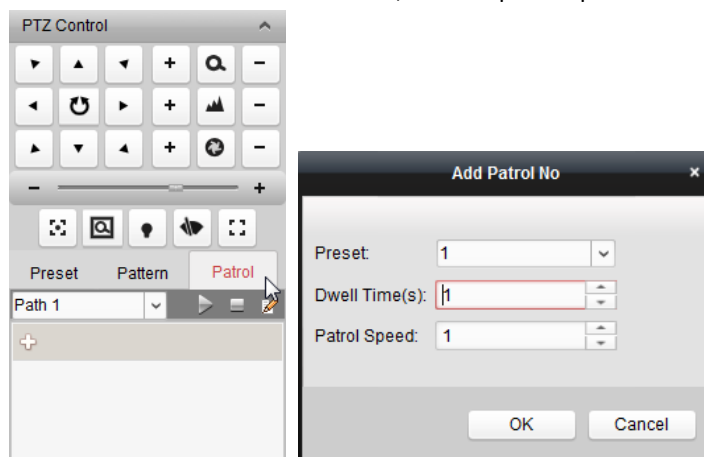 PTZ Control
Preset Pattern Patrol
Path 1
Add Patrol No
Preset: 1
Dwell Time(s): 1
Patrol Speed: 1
OK Cancel